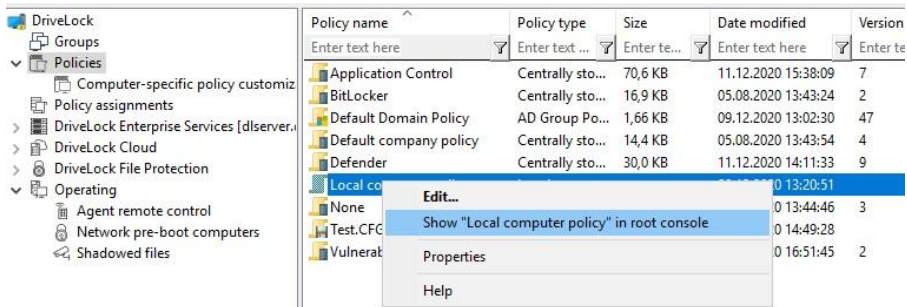 DriveLock
Groups
Policies
Computer-specific policy customiz
Policy assignments
DriveLock Enterprise Services [dlserver.
DriveLock Cloud
DriveLock File Protection
Operating
Agent remote control
Network pre-boot computers
Shadowed files
Policy name Policy type Size Date modified Version
Enter text here Enter text ... Enter te... Enter text here Enter te
Application Control Centrally sto... 70,6 KB 11.12.2020 15:38:09 7
BitLocker Centrally sto... 16,9 KB 05.08.2020 13:43:24 2
Default Domain Policy AD Group Po... 1,66 KB 09.12.2020 13:02:30 47
Default company policy Centrally sto... 14,4 KB 05.08.2020 13:43:54 4
Defender Centrally sto... 30,0 KB 11.12.2020 14:11:33 9
Local co 13:20:51
None 0 13:44:46 3
Test.CFG 0 14:49:28
Vulnerab 0 16:51:45 2
Edit...
Show "Local computer policy" in root console
Properties
Help